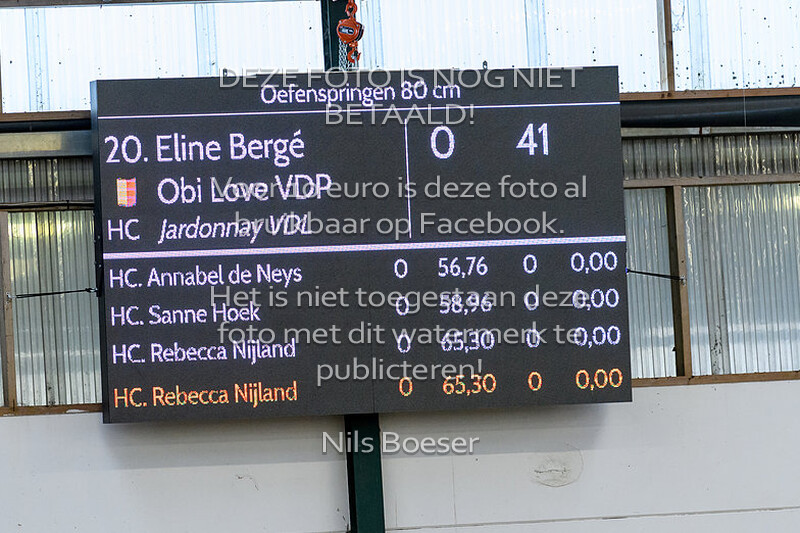 DEZE FOTO IS NOG NIET
BETAALD!
Oefenspringen 80 cm
20. Eline Bergé 0 41
Obi Love VDP
Voor de euro is deze foto al
HC Jardonnay VDL
bruikbaar op Facebook.
HC. Annabel de Neys 0 56,76 0 0,00
Het is niet toegestaan deze
HC. Sanne Hoek 0 58,96 0 0,00
foto met dit watermerk te
HC. Rebecca Nijland 0 65,30 0 0,00
publiceren!
HC. Rebecca Nijland 0 65,30 0 0,00
Nils Boeser